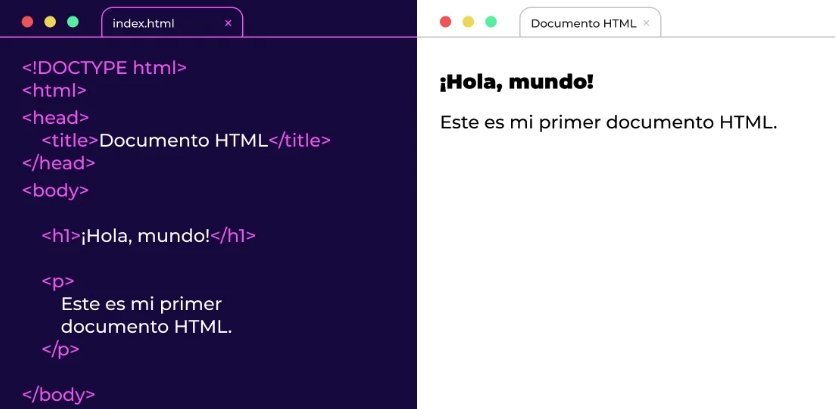 index.html ×
<!DOCTYPE html>
<html>
<head>
<title>Documento HTML</title>
</head>
<body>
<h1>¡Hola, mundo!</h1>
<p>
Este es mi primer
documento HTML.
</p>
</body>
Documento HTML ×
¡Hola, mundo!
Este es mi primer documento HTML.